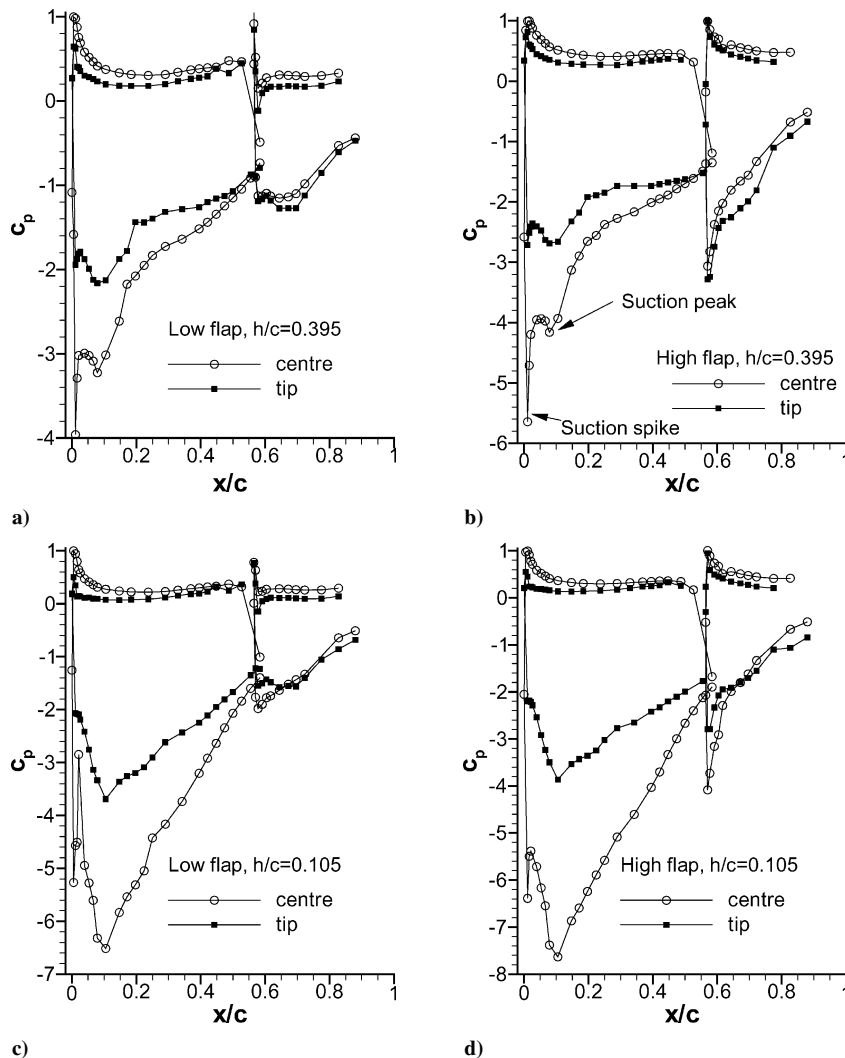 1
0
-1
-2
-3
-4
c_p
0
0.2
0.4
0.6
0.8
1
x/c
Low flap, h/c=0.395
centre
tip
a)
1
0
-1
-2
-3
-4
-5
-6
c_p
0
0.2
0.4
0.6
0.8
1
x/c
Suction peak
High flap, h/c=0.395
centre
tip
Suction spike
b)
1
0
-1
-2
-3
-4
-5
-6
-7
c_p
0
0.2
0.4
0.6
0.8
1
x/c
Low flap, h/c=0.105
centre
tip
c)
1
0
-1
-2
-3
-4
-5
-6
-7
-8
c_p
0
0.2
0.4
0.6
0.8
1
x/c
High flap, h/c=0.105
centre
tip
d)